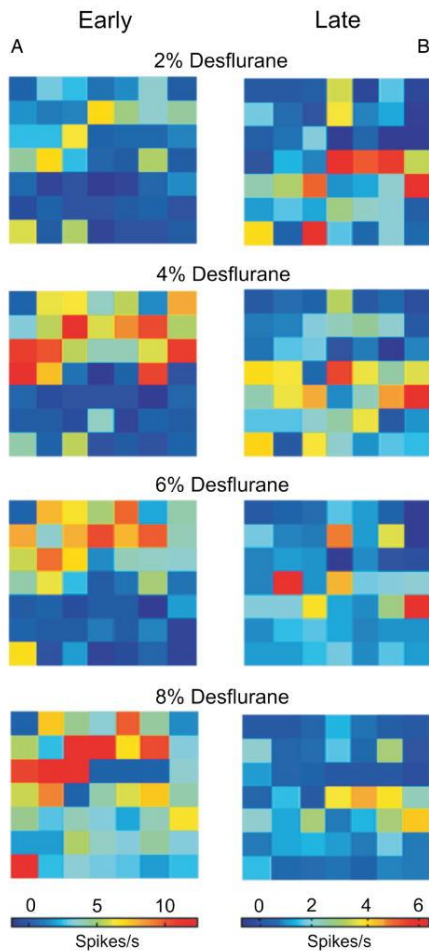 Early Late
A B
2% Desflurane
4% Desflurane
6% Desflurane
8% Desflurane
0 5 10 0 2 4 6
Spikes/s Spikes/s